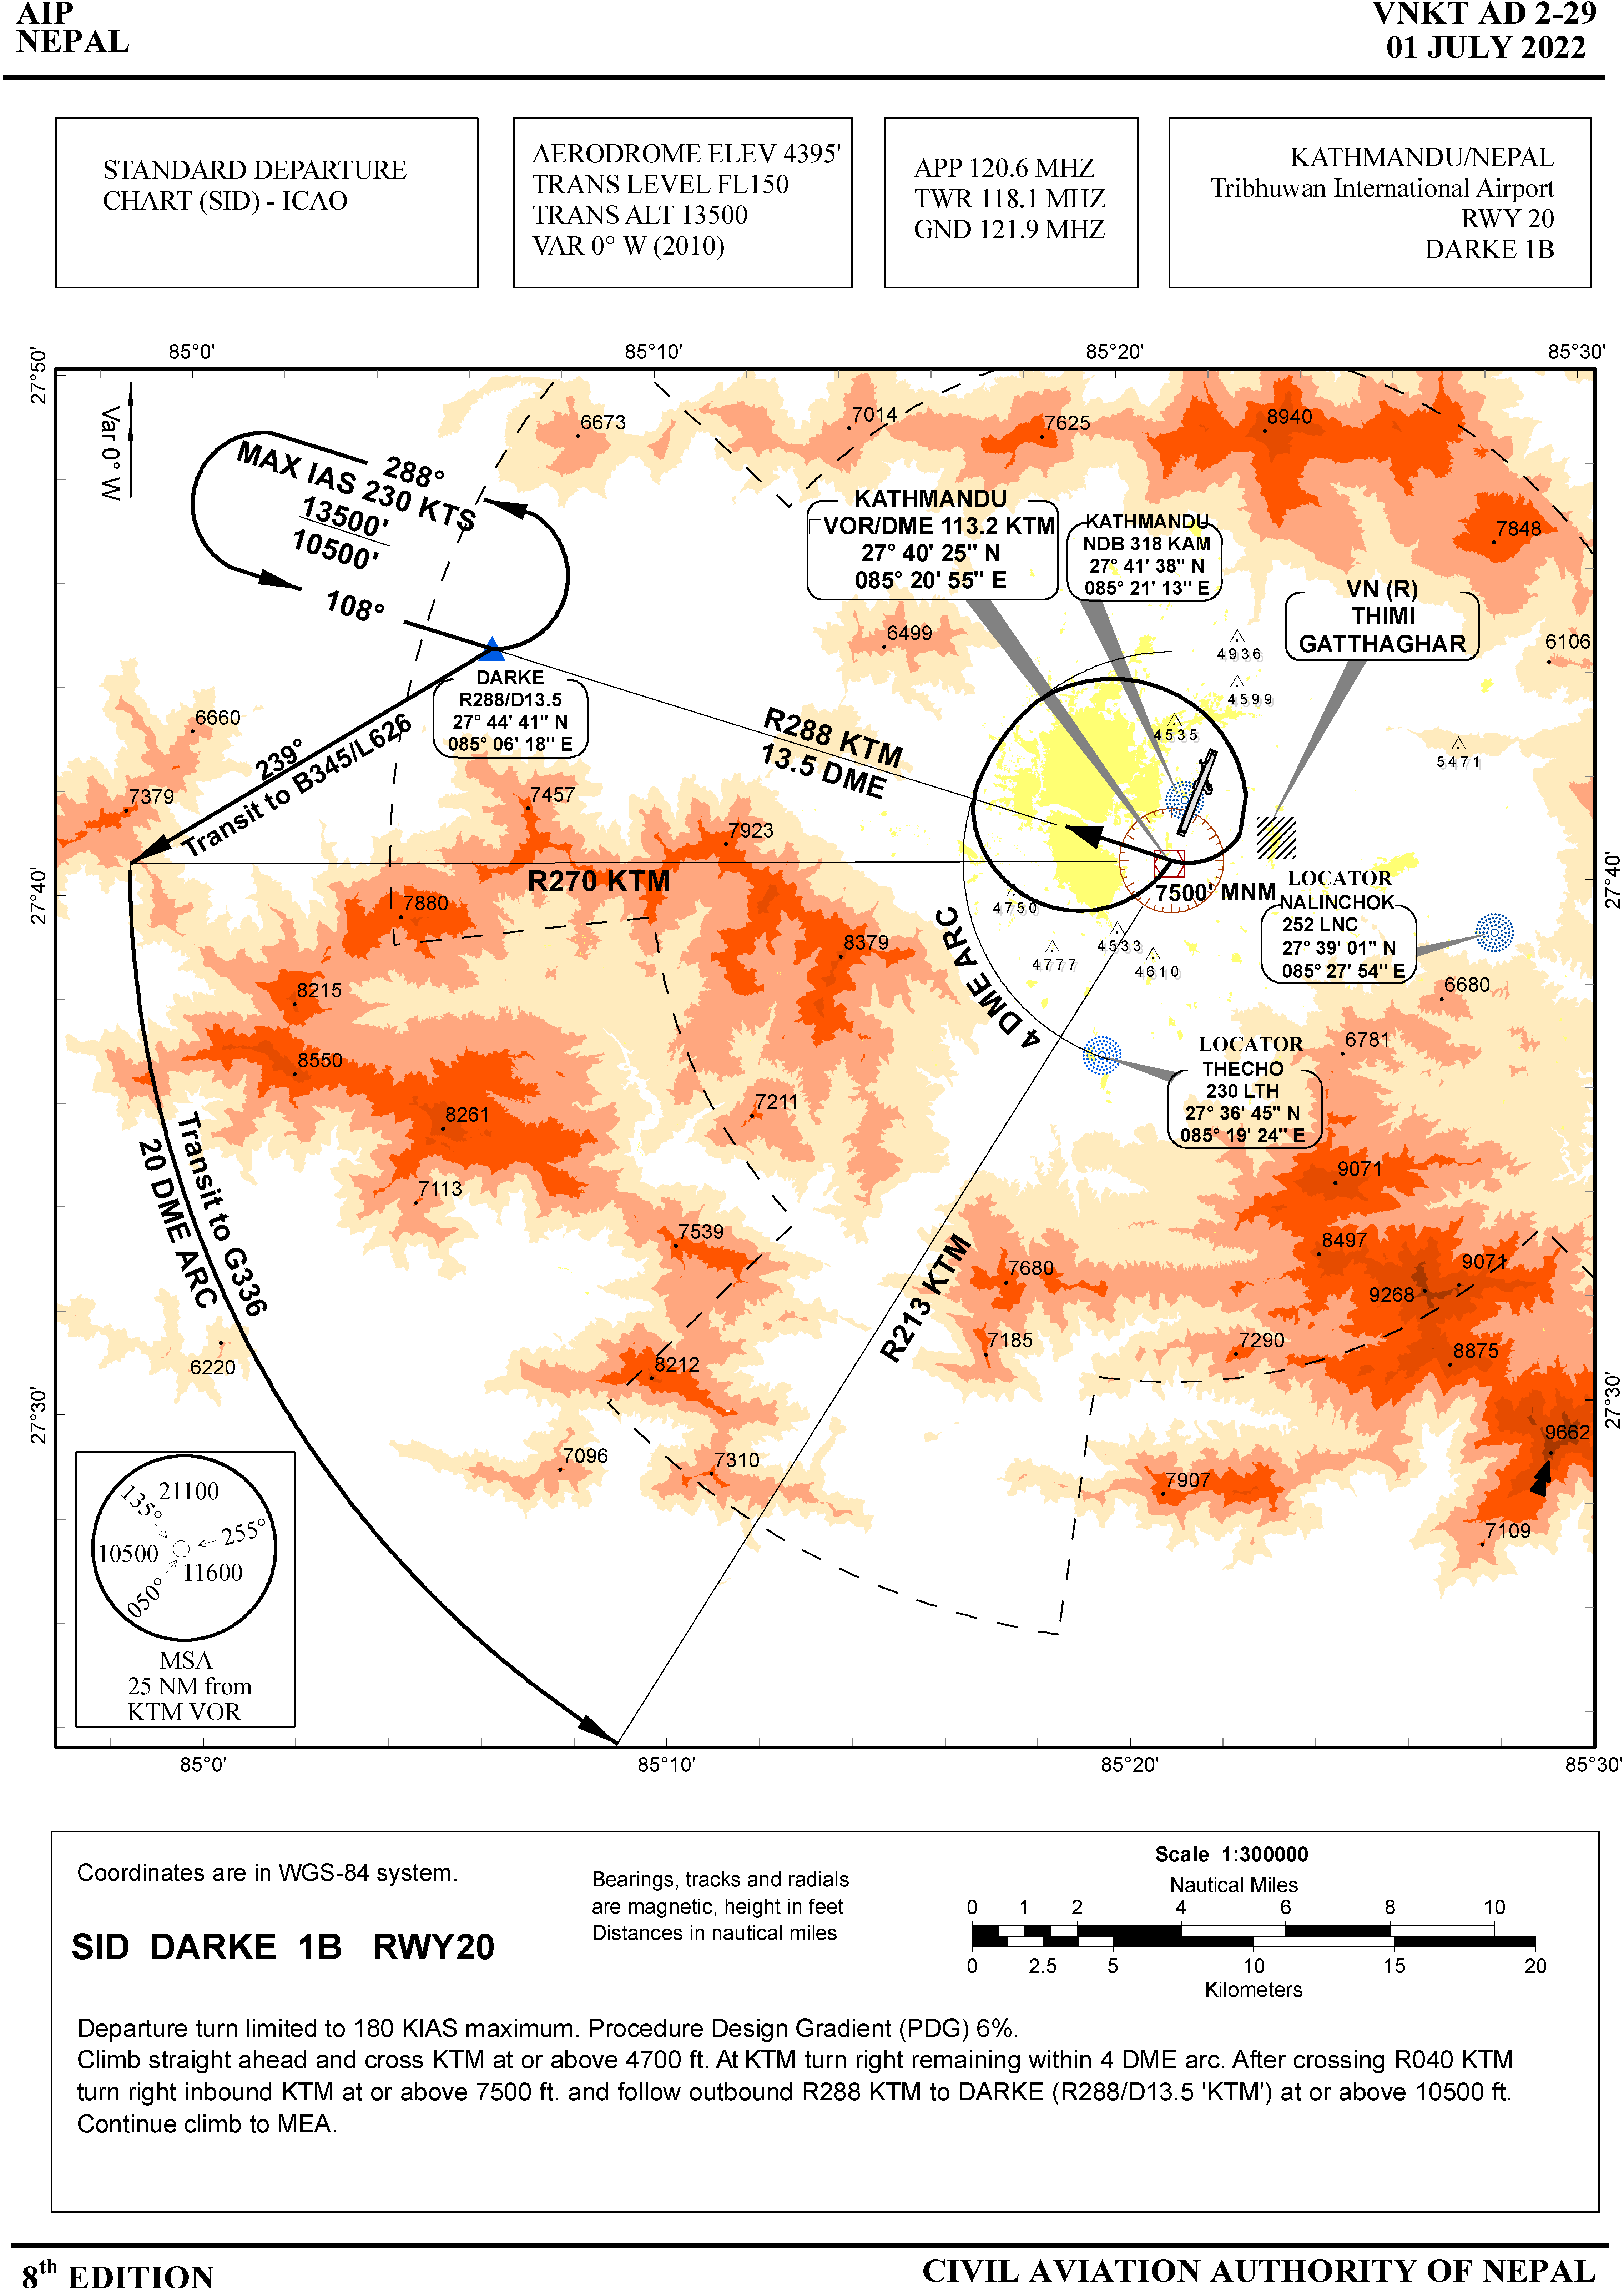 AIP
NEPAL
VNKT AD 2-29
01 JULY 2022
STANDARD DEPARTURE
CHART (SID) - ICAO
AERODROME ELEV 4395'
TRANS LEVEL FL150
TRANS ALT 13500
VAR 0° W (2010)
APP 120.6 MHZ
TWR 118.1 MHZ
GND 121.9 MHZ
KATHMANDU/NEPAL
Tribhuwan International Airport
RWY 20
DARKE 1B
85°0'
85°10'
85°20'
85°30'
27°50'
Var 0° W
6673
7014
7625
8940
7848
288°
MAX IAS 230 KTS
13500'
10500'
108°
KATHMANDU
VOR/DME 113.2 KTM
27° 40' 25" N
085° 20' 55" E
KATHMANDU
NDB 318 KAM
27° 41' 38" N
085° 21' 13" E
VN (R)
THIMI
GATTHAGHAR
6499
4936
4599
6106
DARKE
R288/D13.5
27° 44' 41" N
085° 06' 18" E
6660
239°
Transit to B345/L626
R288 KTM
13.5 DME
4535
5471
7379
7457
7923
R270 KTM
7500' MNM
27°40'
27°40'
7880
4750
4 DME ARC
4777
4533
4610
LOCATOR
NALINCHOK
252 LNC
27° 39' 01" N
085° 27' 54" E
8379
8215
6680
8550
6781
LOCATOR
THECHO
230 LTH
27° 36' 45" N
085° 19' 24" E
8261
7211
7113
Transit to G336
20 DME ARC
9071
7539
8497
9071
7680
9268
R213 KTM
7185
7290
8875
6220
8212
27°30'
27°30'
9662
7096
7310
7907
7109
21100
135°
255°
10500
11600
050°
MSA
25 NM from
KTM VOR
85°0'
85°10'
85°20'
85°30'
Coordinates are in WGS-84 system.
Bearings, tracks and radials
are magnetic, height in feet
Distances in nautical miles
Scale 1:300000
Nautical Miles
0 1 2 4 6 8 10
0 2.5 5 10 15 20
Kilometers
SID DARKE 1B RWY20
Departure turn limited to 180 KIAS maximum. Procedure Design Gradient (PDG) 6%.
Climb straight ahead and cross KTM at or above 4700 ft. At KTM turn right remaining within 4 DME arc. After crossing R040 KTM
turn right inbound KTM at or above 7500 ft. and follow outbound R288 KTM to DARKE (R288/D13.5 'KTM') at or above 10500 ft.
Continue climb to MEA.
8th EDITION
CIVIL AVIATION AUTHORITY OF NEPAL